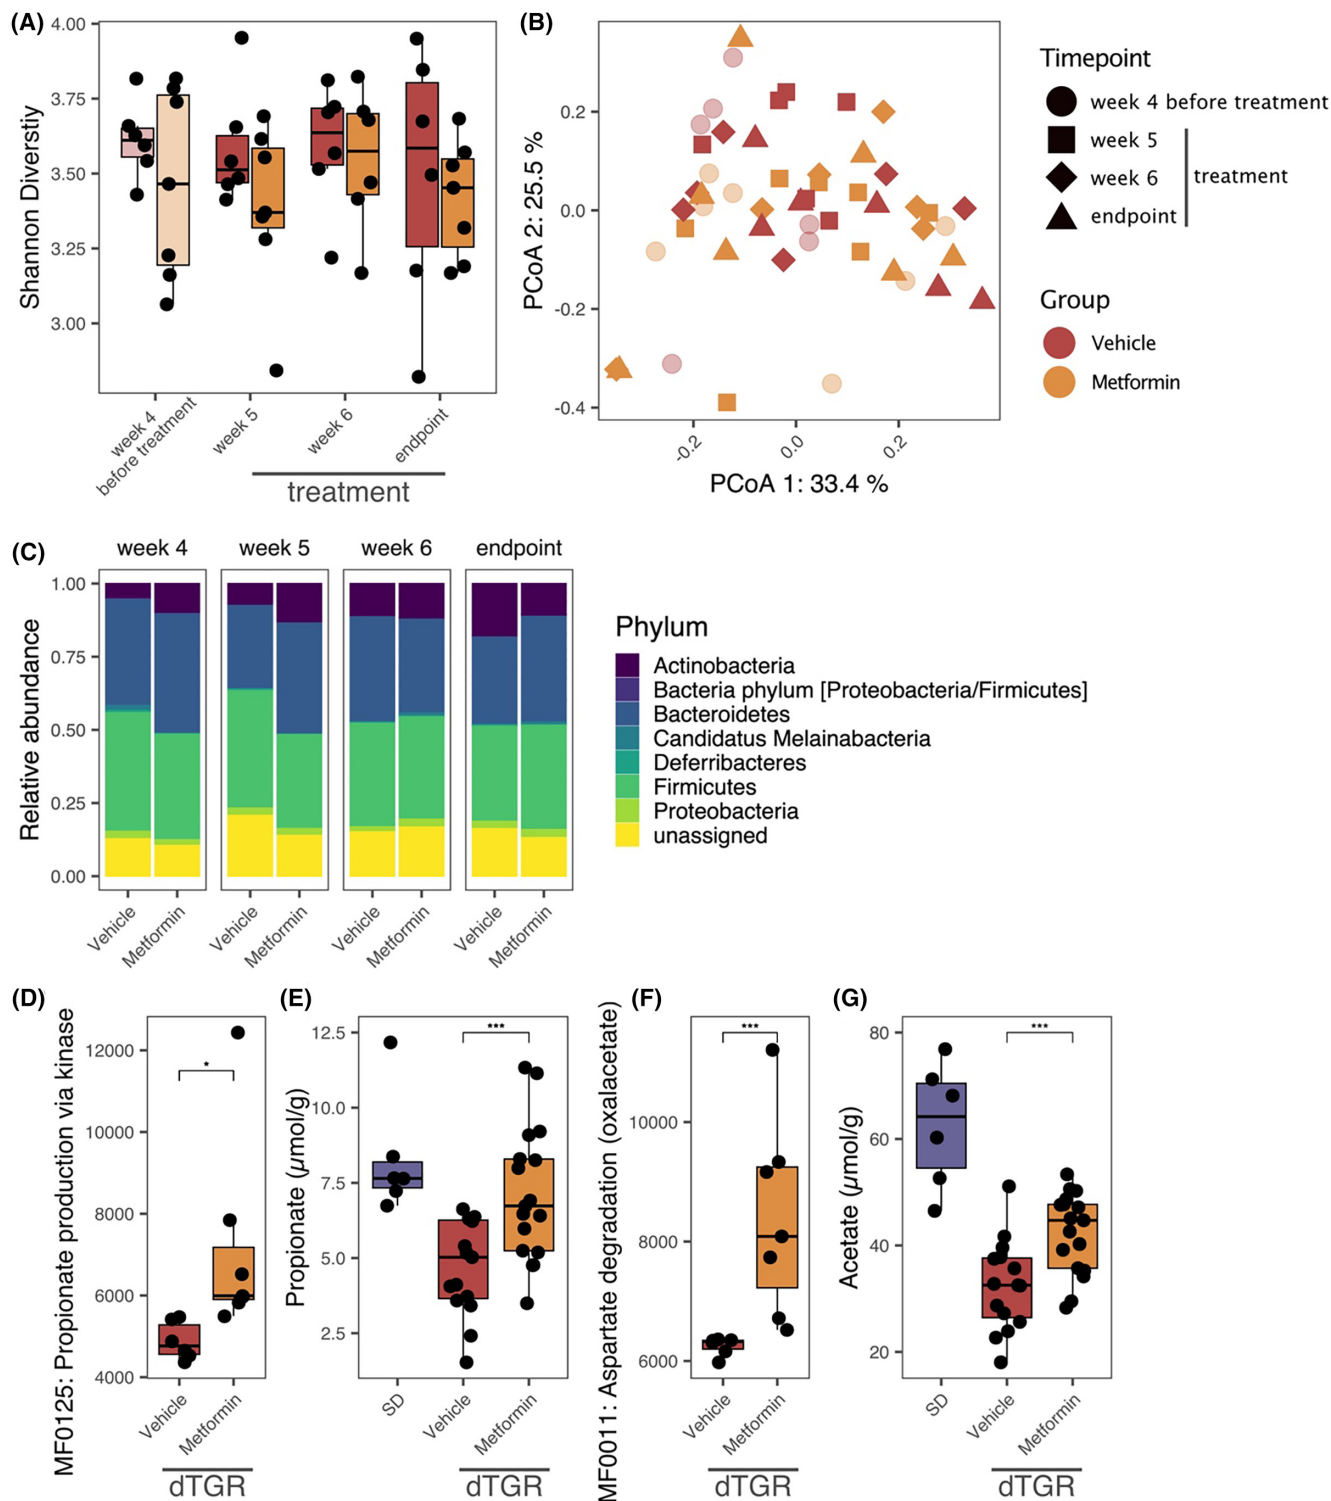 (A)
Shannon Diverstiy
4.00
3.75
3.50
3.25
3.00
week 4
before treatment
week 5
week 6
endpoint
treatment
(B)
PCoA 2: 25.5 %
0.2
0.0
-0.2
-0.4
-0.2
0.0
0.2
PCoA 1: 33.4 %
Timepoint
week 4 before treatment
week 5
week 6
endpoint
treatment
Group
Vehicle
Metformin
(C)
week 4
week 5
week 6
endpoint
Relative abundance
1.00
0.75
0.50
0.25
0.00
Vehicle
Metformin
Vehicle
Metformin
Vehicle
Metformin
Vehicle
Metformin
Phylum
Actinobacteria
Bacteria phylum [Proteobacteria/Firmicutes]
Bacteroidetes
Candidatus Melainabacteria
Deferribacteres
Firmicutes
Proteobacteria
unassigned
(D)
MF0125: Propionate production via kinase
12000
10000
8000
6000
4000
*
Vehicle
Metformin
dTGR
(E)
Propionate (µmol/g)
12.5
10.0
7.5
5.0
2.5
***
SD
Vehicle
Metformin
dTGR
(F)
MF0011: Aspartate degradation (oxalacetate)
10000
8000
6000
***
Vehicle
Metformin
dTGR
(G)
Acetate (µmol/g)
80
60
40
20
***
SD
Vehicle
Metformin
dTGR